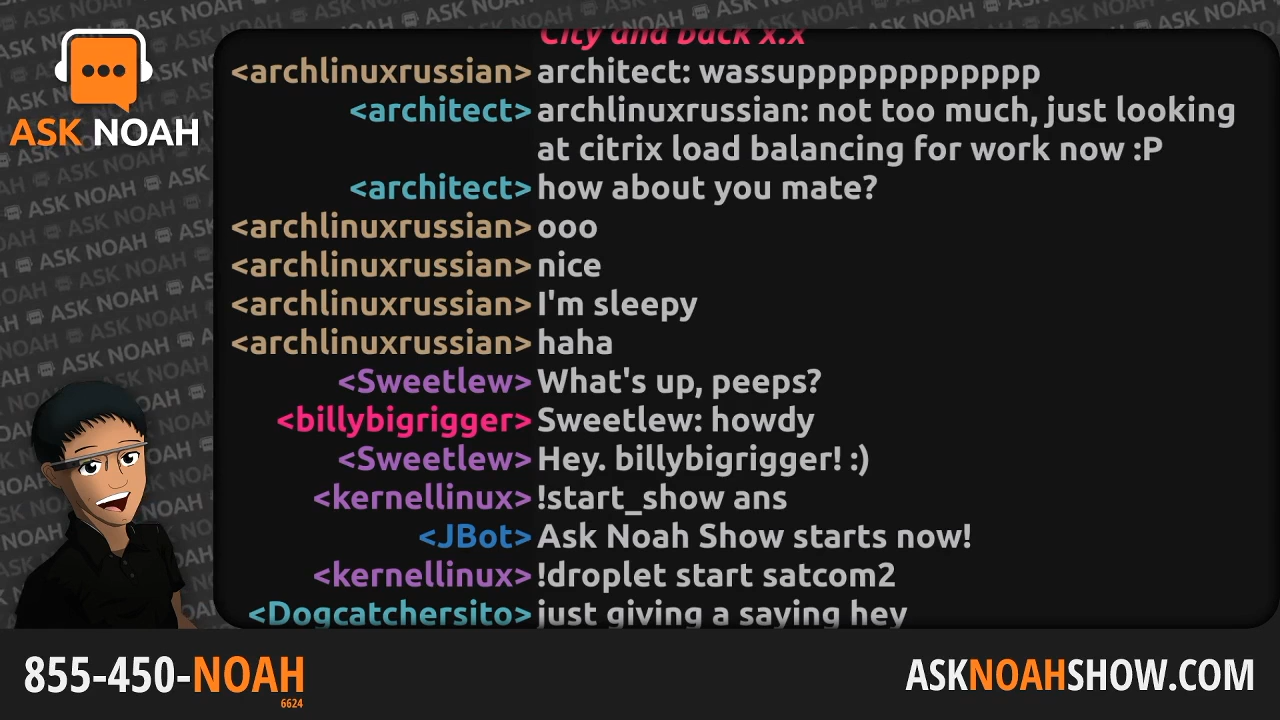 City and back x.x
ASK NOAH
<archlinuxrussian> architect: wassupppppppppppp
<architect> archlinuxrussian: not too much, just looking
at citrix load balancing for work now :P
<architect> how about you mate?
<archlinuxrussian> ooo
<archlinuxrussian> nice
<archlinuxrussian> I'm sleepy
<archlinuxrussian> haha
<Sweetlew> What's up, peeps?
<billybigrigger> Sweetlew: howdy
<Sweetlew> Hey. billybigrigger! :)
<kernellinux> !start_show ans
<JBot> Ask Noah Show starts now!
<kernellinux> !droplet start satcom2
<Dogcatchersito> just giving a saying hey
855-450-NOAH
6624
ASKNOAHSHOW.COM